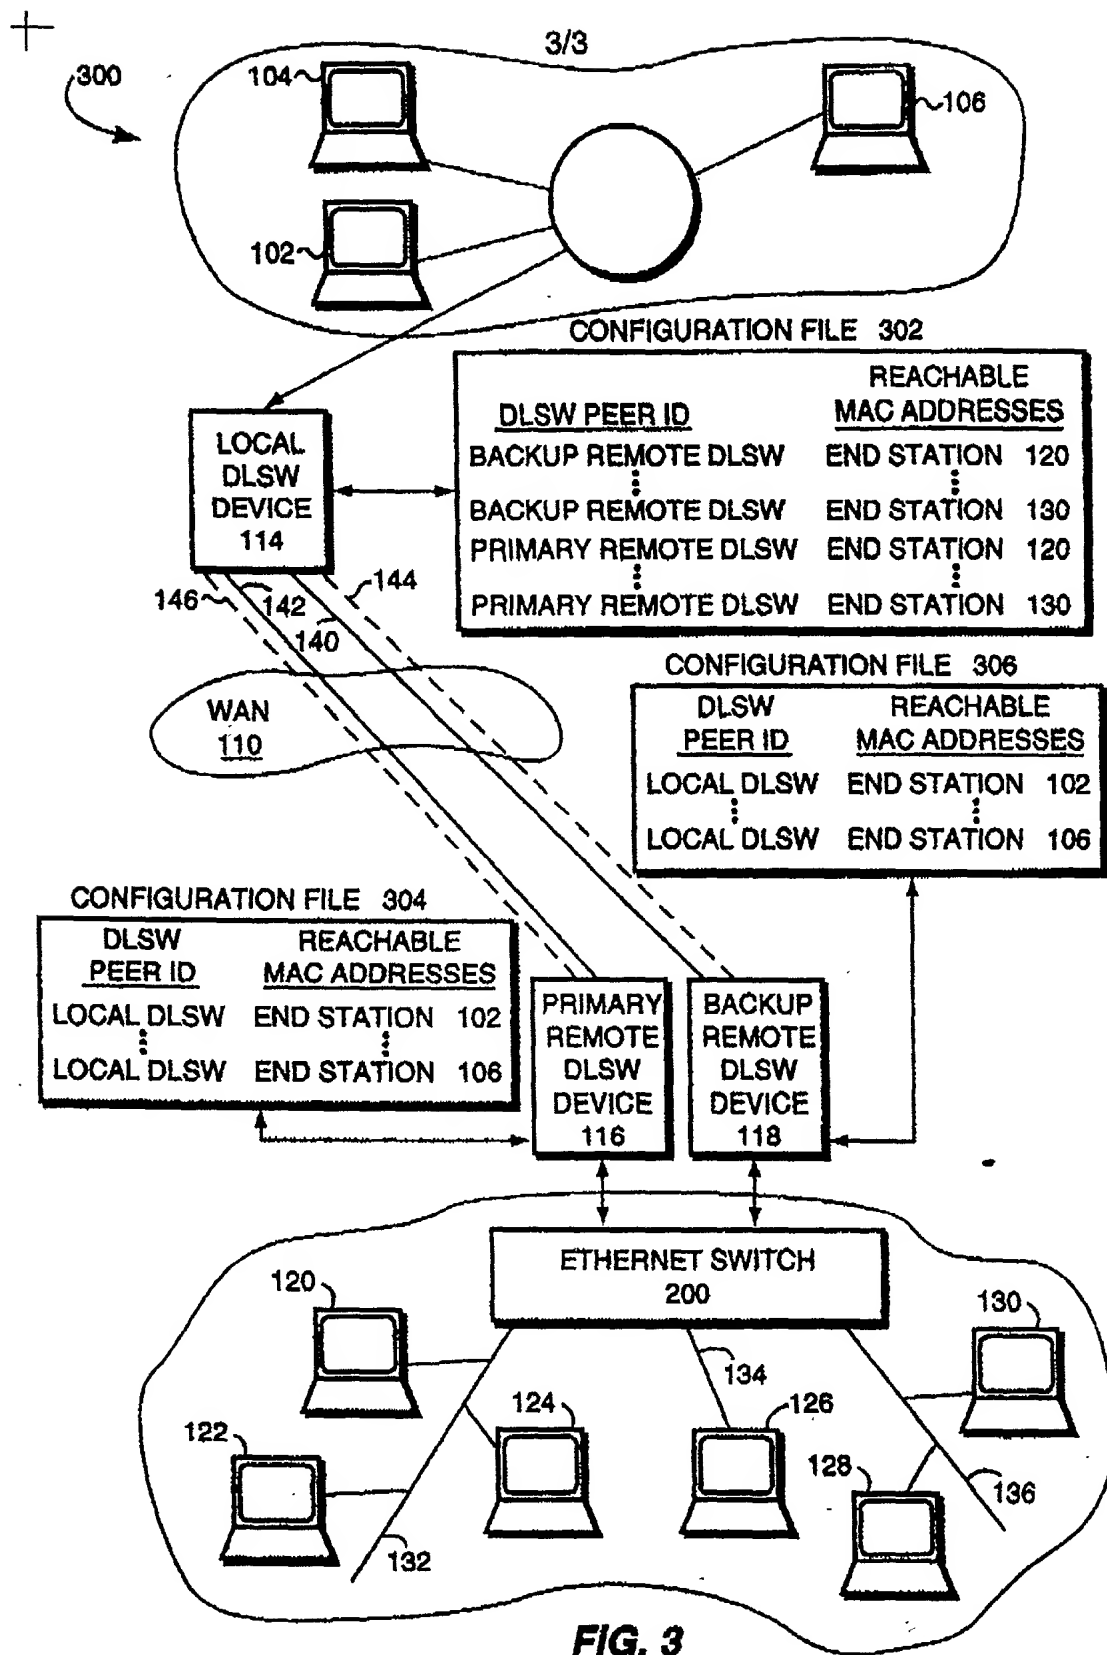 3/3
300
104
106
102
CONFIGURATION FILE 302
DLSW PEER ID REACHABLE MAC ADDRESSES
BACKUP REMOTE DLSW END STATION 120
BACKUP REMOTE DLSW END STATION 130
PRIMARY REMOTE DLSW END STATION 120
PRIMARY REMOTE DLSW END STATION 130
LOCAL
DLSW
DEVICE
114
146
142
140
144
WAN
110
CONFIGURATION FILE 306
DLSW REACHABLE
PEER ID MAC ADDRESSES
LOCAL DLSW END STATION 102
LOCAL DLSW END STATION 106
CONFIGURATION FILE 304
DLSW REACHABLE
PEER ID MAC ADDRESSES
LOCAL DLSW END STATION 102
LOCAL DLSW END STATION 106
PRIMARY
REMOTE
DLSW
DEVICE
116
BACKUP
REMOTE
DLSW
DEVICE
118
ETHERNET SWITCH
200
120
130
134
122
124
126
128
136
132
FIG. 3